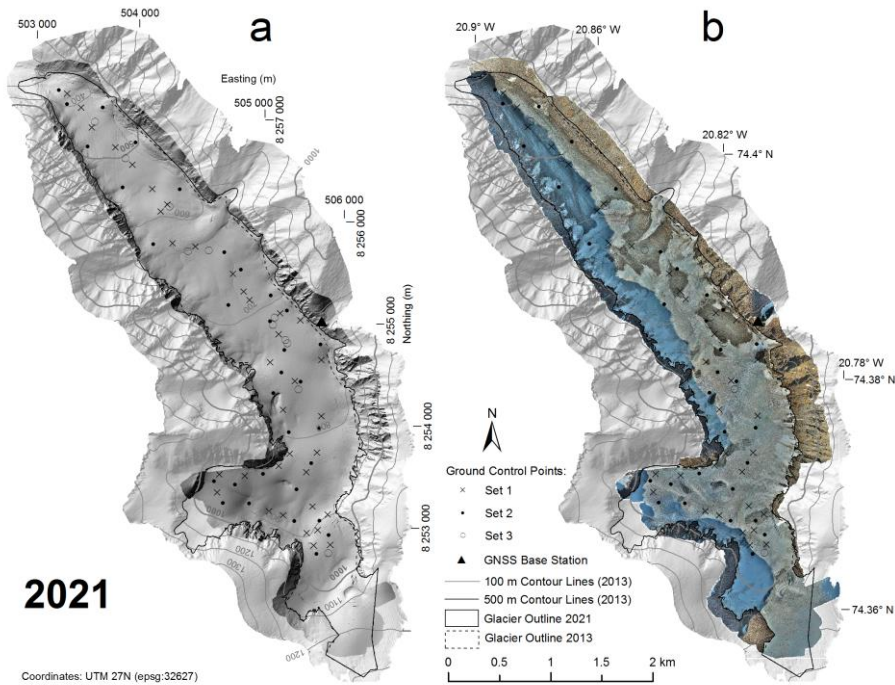 503 000
504 000
a
Easting (m)
505 000
8 257 000
1000
506 000
8 256 000
Northing (m)
8 255 000
8 254 000
8 253 000
600
1000
1200
1300
1000
1100
1200
2021
Coordinates: UTM 27N (epsg:32627)
20.9° W
20.86° W
b
20.82° W
74.4° N
20.78° W
74.38° N
74.36° N
N
Ground Control Points:
Set 1
Set 2
Set 3
GNSS Base Station
100 m Contour Lines (2013)
500 m Contour Lines (2013)
Glacier Outline 2021
Glacier Outline 2013
0 0.5 1 2 km